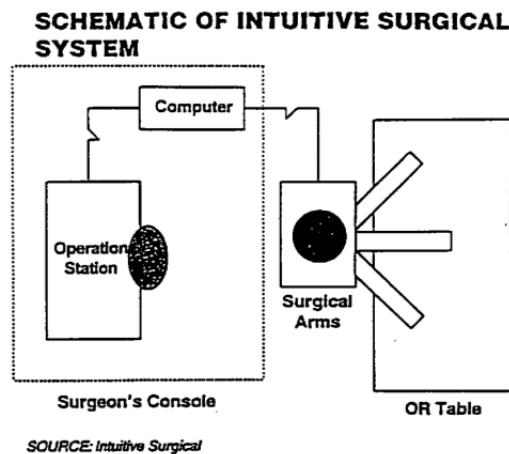 SCHEMATIC OF INTUITIVE SURGICAL
SYSTEM
Computer
Operation
Station
Surgical
Arms
Surgeon's Console
OR Table
SOURCE: Intuitive Surgical